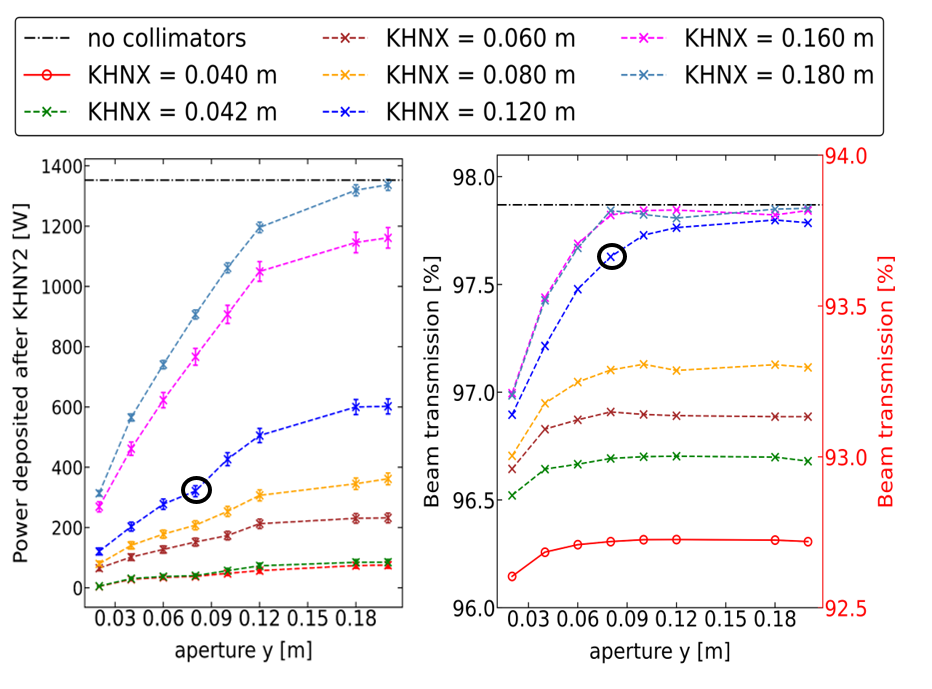 no collimators
KHNX = 0.040 m
KHNX = 0.042 m
KHNX = 0.060 m
KHNX = 0.080 m
KHNX = 0.120 m
KHNX = 0.160 m
KHNX = 0.180 m
Power deposited after KHNY2 [W]
1400
1200
1000
800
600
400
200
0
0.03 0.06 0.09 0.12 0.15 0.18
aperture y [m]
Beam transmission [%]
98.0
97.5
97.0
96.5
96.0
0.03 0.06 0.09 0.12 0.15 0.18
aperture y [m]
94.0
93.5
93.0
92.5
Beam transmission [%]